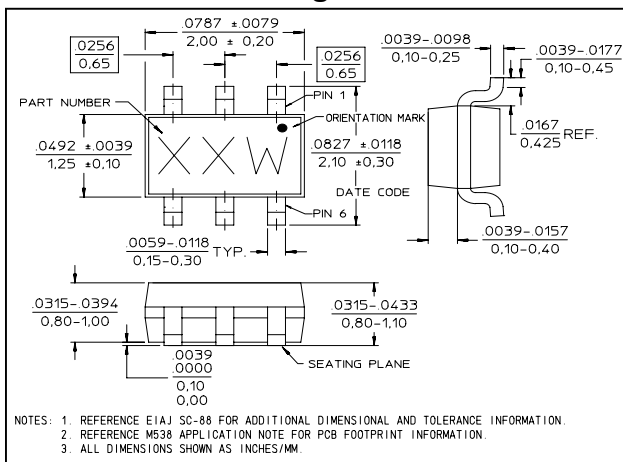 .0787 ±.0079
2,00 ± 0,20
.0256
0,65
.0256
0.65
.0039-.0098
0,10-0,25
.0039-.0177
0,10-0,45
PART NUMBER
PIN 1
ORIENTATION MARK
.0492 ±.0039
1,25 ±0,10
XXW
.0827 ±.0118
2,10 ±0,30
.0167
0,425
REF.
DATE CODE
PIN 6
.0059-.0118
0,15-0,30
TYP.
.0039-.0157
0,10-0,40
.0315-.0394
0,80-1,00
.0315-.0433
0,80-1,10
.0039
.0000
0,10
0,00
SEATING PLANE
NOTES: 1. REFERENCE EIAJ SC-88 FOR ADDITIONAL DIMENSIONAL AND TOLERANCE INFORMATION.
2. REFERENCE M538 APPLICATION NOTE FOR PCB FOOTPRINT INFORMATION.
3. ALL DIMENSIONS SHOWN AS INCHES/MM.